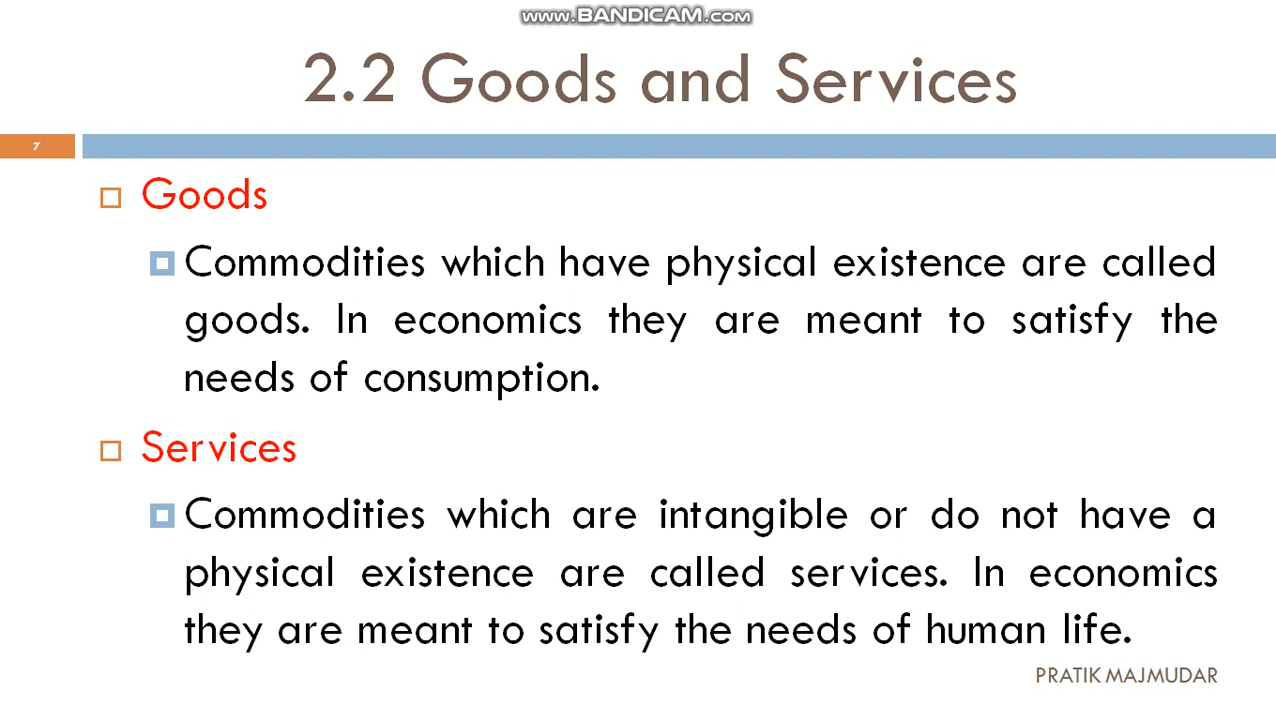 www.BANDICAM.com
2.2 Goods and Services
7
Goods
Commodities which have physical existence are called
goods. In economics they are meant to satisfy the
needs of consumption.
Services
Commodities which are intangible or do not have a
physical existence are called services. In economics
they are meant to satisfy the needs of human life.
PRATIK MAJMUDAR